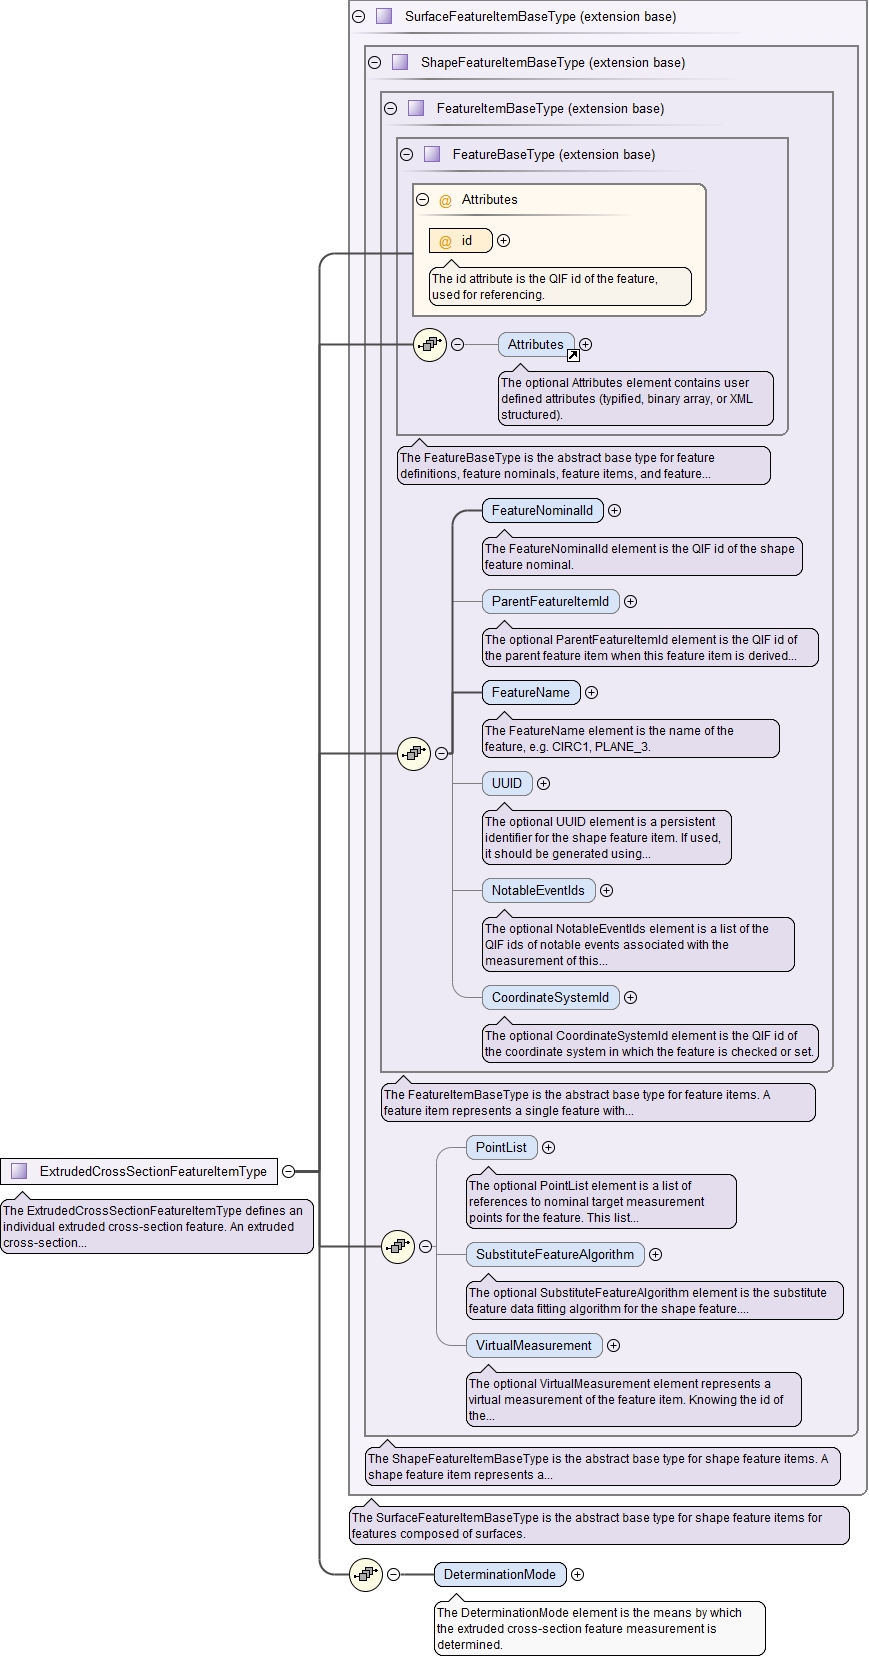 SurfaceFeatureItemBaseType (extension base)
ShapeFeatureItemBaseType (extension base)
FeatureItemBaseType (extension base)
FeatureBaseType (extension base)
@ Attributes
@ id
The id attribute is the QIF id of the feature,
used for referencing.
Attributes
The optional Attributes element contains user
defined attributes (typified, binary array, or XML
structured).
The FeatureBaseType is the abstract base type for feature
definitions, feature nominals, feature items, and feature...
FeatureNominalId
The FeatureNominalId element is the QIF id of the shape
feature nominal.
ParentFeatureItemId
The optional ParentFeatureItemId element is the QIF id of
the parent feature item when this feature item is derived...
FeatureName
The FeatureName element is the name of the
feature, e.g. CIRC1, PLANE_3.
UUID
The optional UUID element is a persistent
identifier for the shape feature item. If used,
it should be generated using...
NotableEventIds
The optional NotableEventIds element is a list of the
QIF ids of notable events associated with the
measurement of this...
CoordinateSystemId
The optional CoordinateSystemId element is the QIF id of
the coordinate system in which the feature is checked or set.
The FeatureItemBaseType is the abstract base type for feature items. A
feature item represents a single feature with...
PointList
The optional PointList element is a list of
references to nominal target measurement
points for the feature. This list...
ExtrudedCrossSectionFeatureItemType
The ExtrudedCrossSectionFeatureItemType defines an
individual extruded cross-section feature. An extruded
cross-section...
SubstituteFeatureAlgorithm
The optional SubstituteFeatureAlgorithm element is the substitute
feature data fitting algorithm for the shape feature....
VirtualMeasurement
The optional VirtualMeasurement element represents a
virtual measurement of the feature item. Knowing the id of
the...
The ShapeFeatureItemBaseType is the abstract base type for shape feature items. A
shape feature item represents a...
The SurfaceFeatureItemBaseType is the abstract base type for shape feature items for
features composed of surfaces.
DeterminationMode
The DeterminationMode element is the means by which
the extruded cross-section feature measurement is
determined.